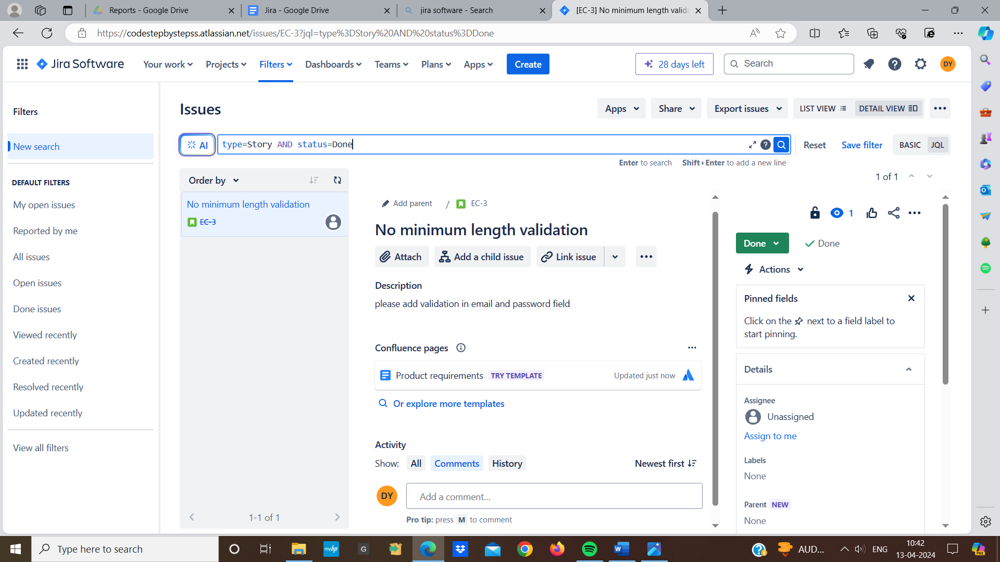 Reports - Google Drive
Jira - Google Drive
jira software - Search
[EC-3] No minimum length valida
https://codestepbystepss.atlassian.net/issues/EC-3?jql=type%3DStory%20AND%20status%3DDone
Jira Software
Your work
Projects
Filters
Dashboards
Teams
Plans
Apps
Create
28 days left
Search
DY
Filters
New search
DEFAULT FILTERS
My open issues
Reported by me
All issues
Open issues
Done issues
Viewed recently
Created recently
Resolved recently
Updated recently
View all filters
Issues
Apps
Share
Export issues
LIST VIEW
DETAIL VIEW
AI
type=Story AND status=Done
Reset
Save filter
BASIC
JQL
Enter to search Shift+Enter to add a new line
Order by
1 of 1
No minimum length validation
EC-3
1-1 of 1
Add parent / EC-3
No minimum length validation
Attach
Add a child issue
Link issue
Description
please add validation in email and password field
Confluence pages
Product requirements TRY TEMPLATE Updated just now
Or explore more templates
Activity
Show: All Comments History Newest first
DY
Add a comment...
Pro tip: press M to comment
1
Done
Done
Actions
Pinned fields
Click on the next to a field label to
start pinning.
Details
Assignee
Unassigned
Assign to me
Labels
None
Parent NEW
None
Type here to search
myhp
G
W
AUD...
ENG
10:42
13-04-2024
PRE